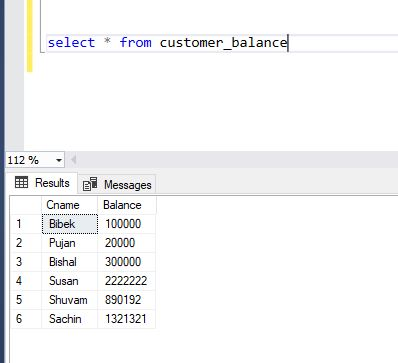 select * from customer_balance
112 %
Results Messages
Cname Balance
1 Bibek 100000
2 Pujan 20000
3 Bishal 300000
4 Susan 2222222
5 Shuvam 890192
6 Sachin 1321321